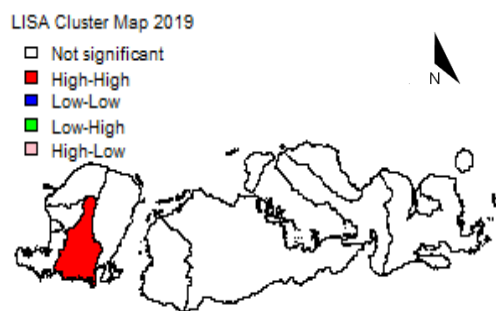 LISA Cluster Map 2019
Not significant
High-High
Low-Low
Low-High
High-Low
N